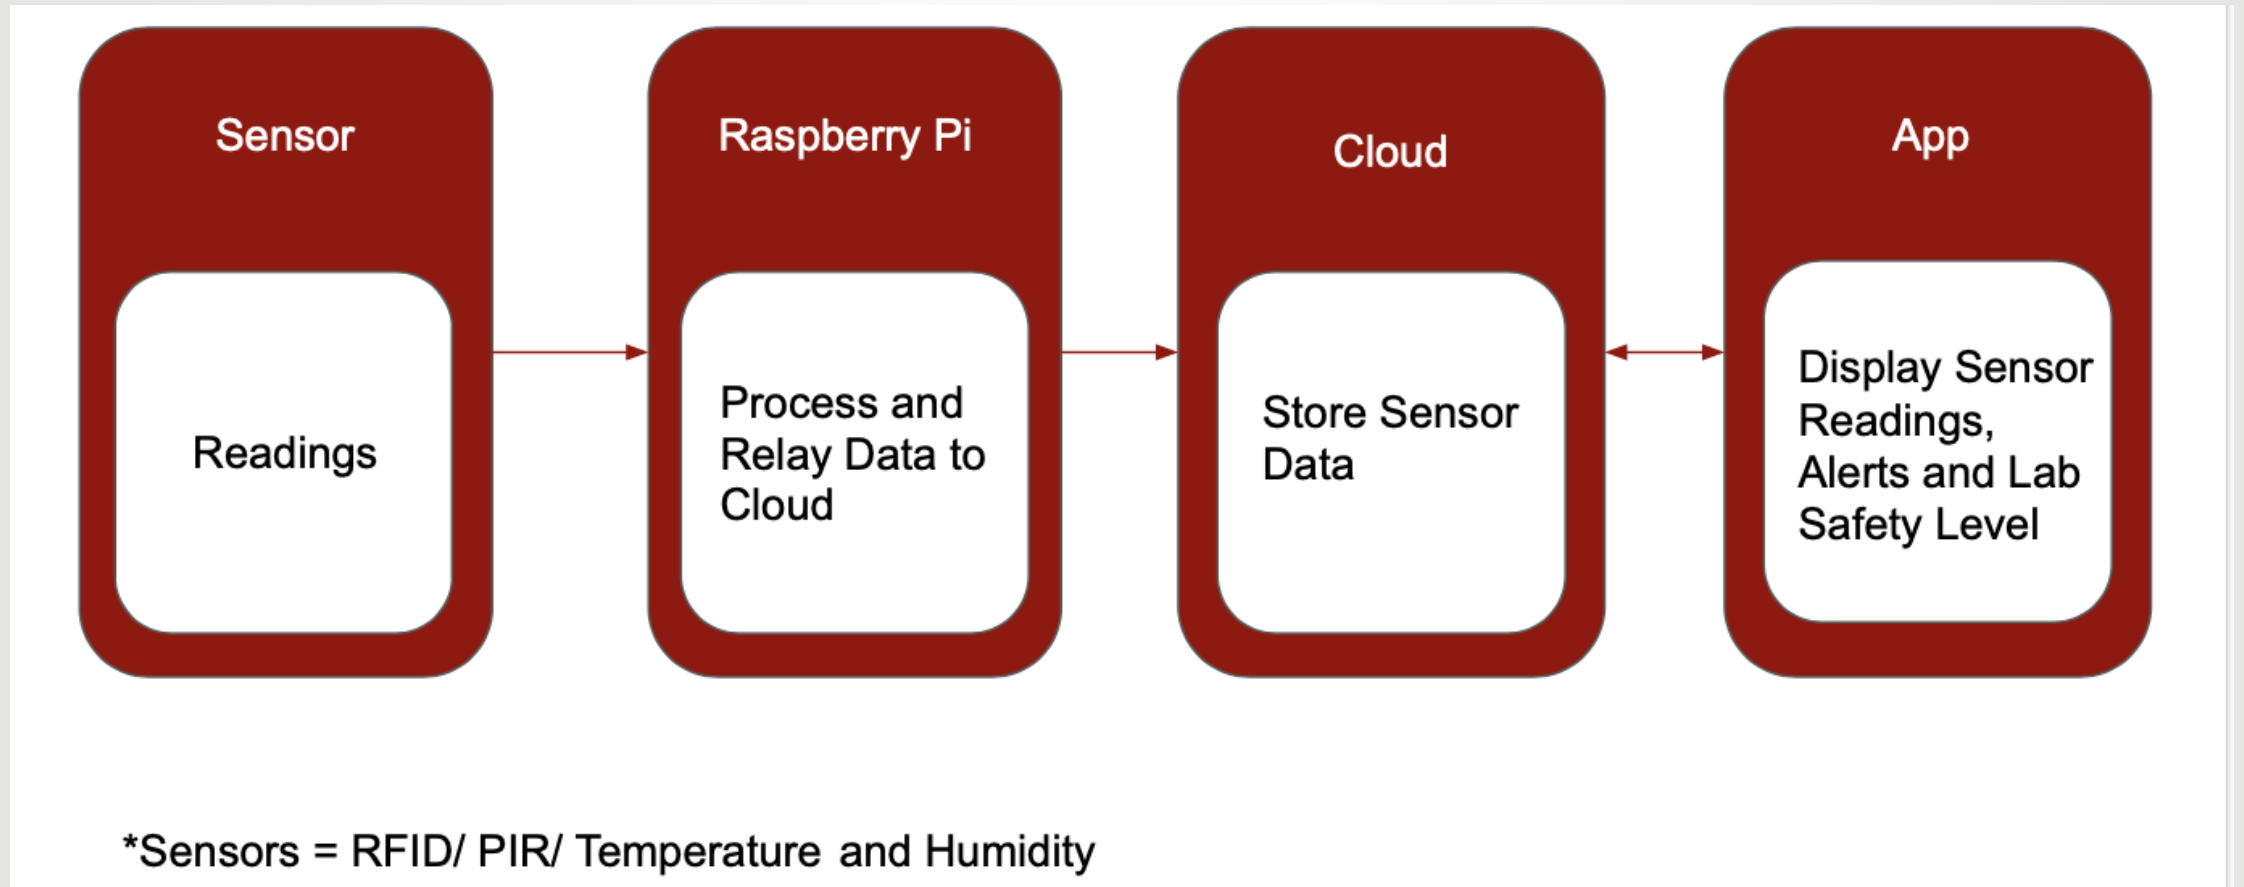 Sensor
Raspberry Pi
Cloud
App
Readings
Process and
Relay Data to
Cloud
Store Sensor
Data
Display Sensor
Readings,
Alerts and Lab
Safety Level
*Sensors = RFID/ PIR/ Temperature and Humidity